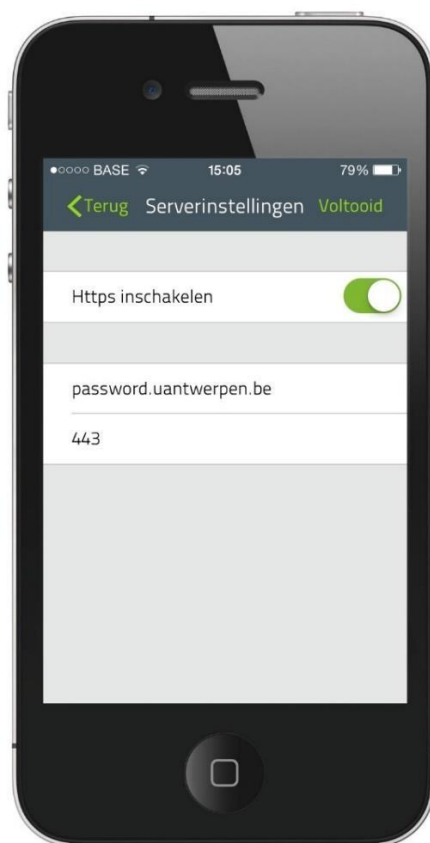 BASE 15:05 79%
Terug Serverinstellingen Voltooid
Https inschakelen
password.uantwerpen.be
443